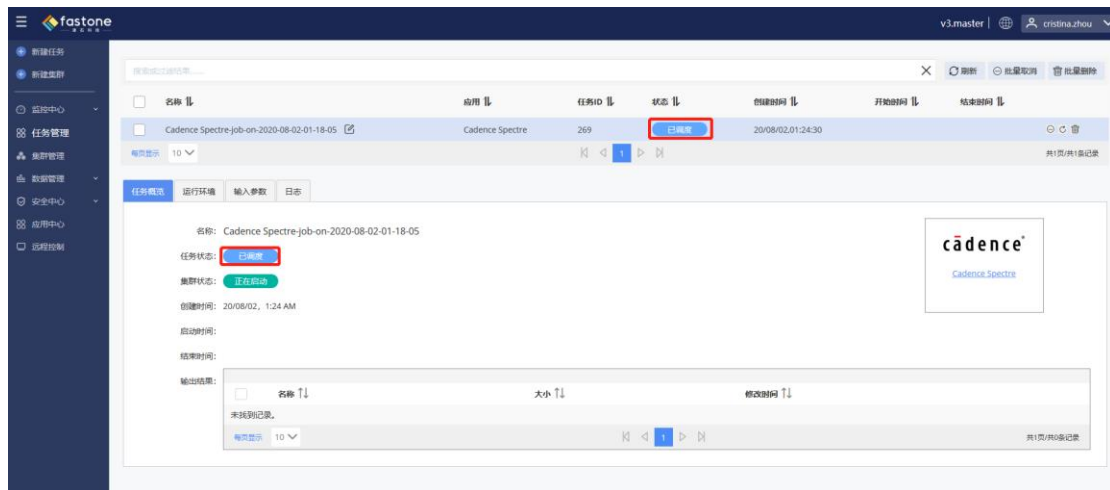 fastone
速石科技
v3.master
cristina.zhou
新建任务
新建集群
监控中心
任务管理
集群管理
数据管理
安全中心
应用中心
远程控制
搜索或过滤结果......
刷新
批量取消
批量删除
名称 应用 任务ID 状态 创建时间 开始时间 结束时间
Cadence Spectre-job-on-2020-08-02-01-18-05 Cadence Spectre 269 已调度 20/08/02,01:24:30
每页显示 10 1 共1页/共1条记录
任务概览 运行环境 输入参数 日志
名称: Cadence Spectre-job-on-2020-08-02-01-18-05
任务状态: 已调度
集群状态: 正在启动
创建时间: 20/08/02, 1:24 AM
启动时间:
结束时间:
输出结果:
cādence
Cadence Spectre
名称 大小 修改时间
未找到记录。
每页显示 10 1 共1页/共0条记录